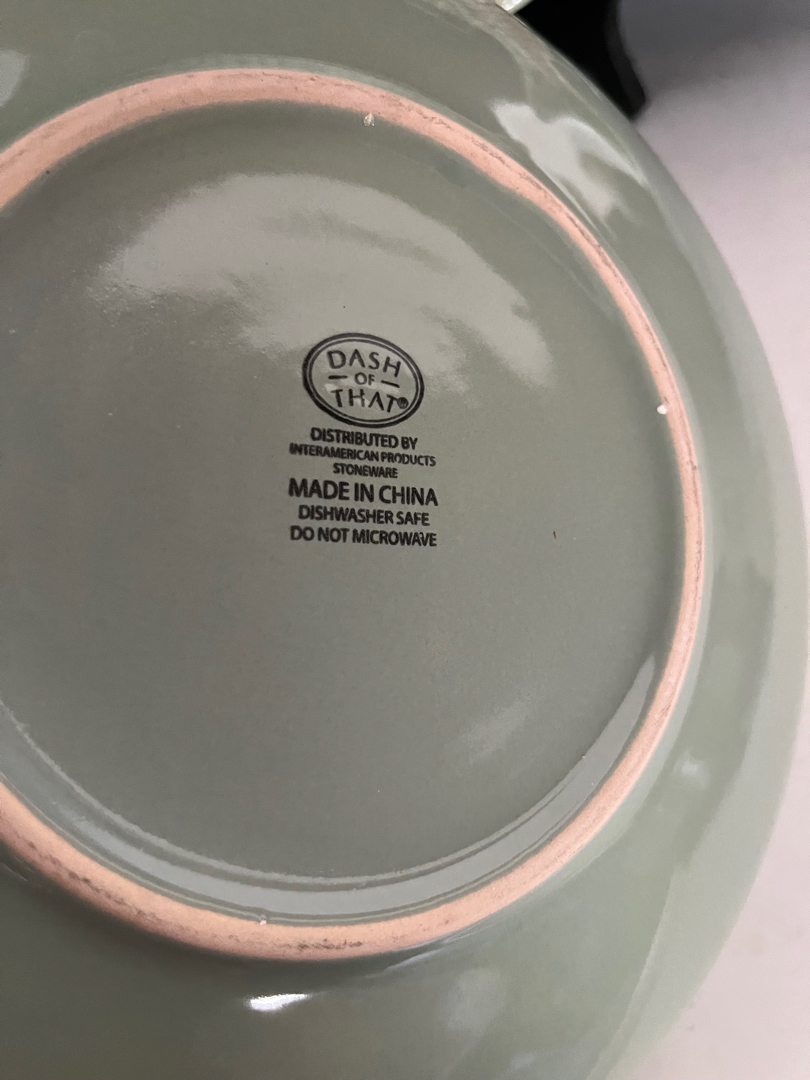 DASH
OF
THAT®
DISTRIBUTED BY
INTERAMERICAN PRODUCTS
STONEWARE
MADE IN CHINA
DISHWASHER SAFE
DO NOT MICROWAVE